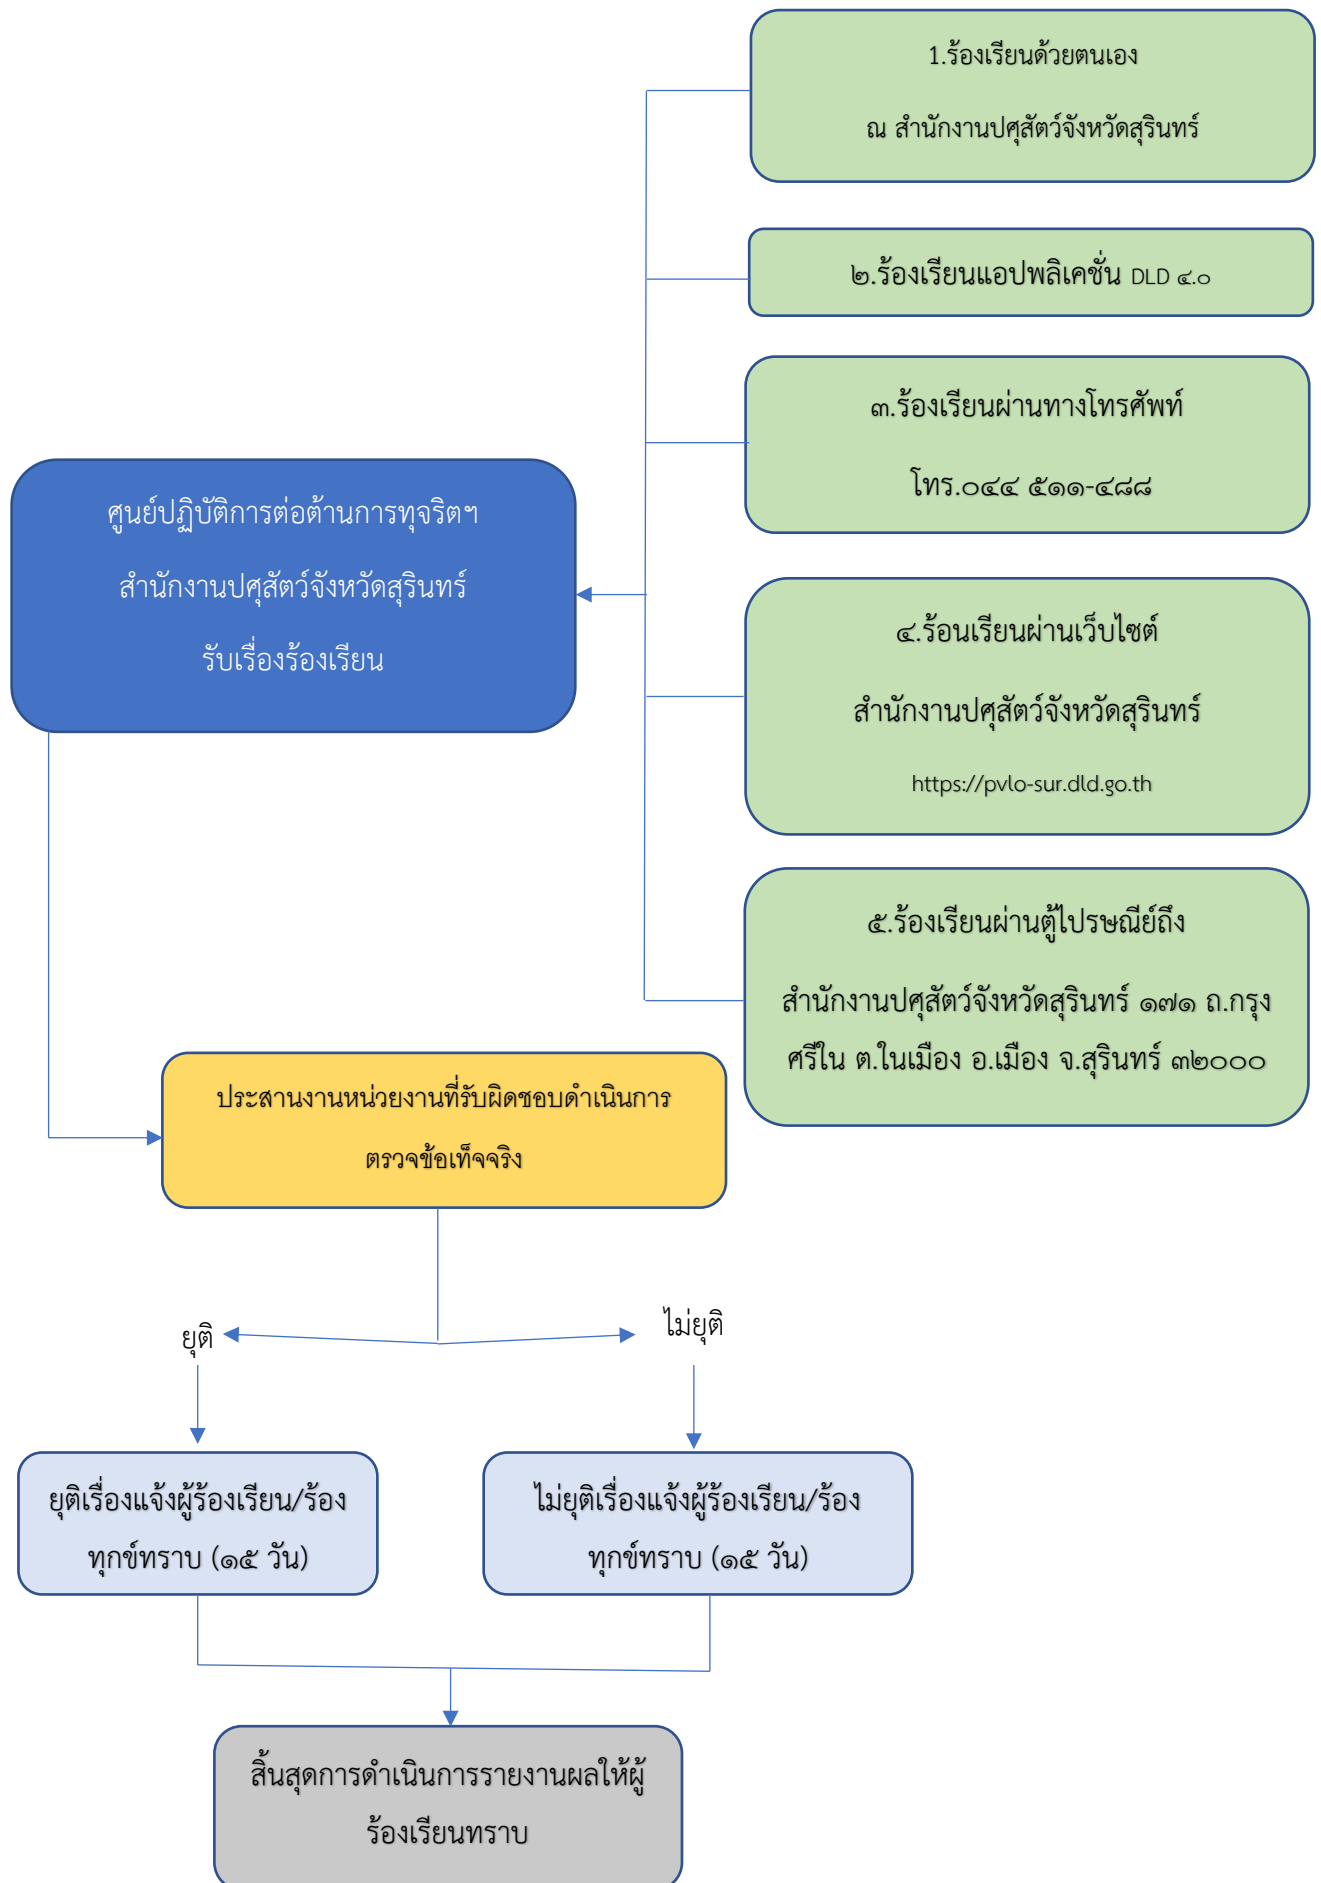 1.ร้องเรียนด้วยตนเอง
ณ สำนักงานปศุสัตว์จังหวัดสุรินทร์
๒.ร้องเรียนแอปพลิเคชั่น DLD ๔.๐
๓.ร้องเรียนผ่านทางโทรศัพท์
โทร.๐๔๔ ๕๑๑-๔๘๘
ศูนย์ปฏิบัติการต่อต้านการทุจริตฯ
สำนักงานปศุสัตว์จังหวัดสุรินทร์
รับเรื่องร้องเรียน
๔.ร้อนเรียนผ่านเว็บไซต์
สำนักงานปศุสัตว์จังหวัดสุรินทร์
https://pvlo-sur.dld.go.th
๕.ร้องเรียนผ่านตู้ไปรษณีย์ถึง
สำนักงานปศุสัตว์จังหวัดสุรินทร์ ๑๗๑ ถ.กรุง
ศรีใน ต.ในเมือง อ.เมือง จ.สุรินทร์ ๓๒๐๐๐
ประสานงานหน่วยงานที่รับผิดชอบดำเนินการ
ตรวจข้อเท็จจริง
ยุติ
ไม่ยุติ
ยุติเรื่องแจ้งผู้ร้องเรียน/ร้อง
ทุกข์ทราบ (๑๕ วัน)
ไม่ยุติเรื่องแจ้งผู้ร้องเรียน/ร้อง
ทุกข์ทราบ (๑๕ วัน)
สิ้นสุดการดำเนินการรายงานผลให้ผู้
ร้องเรียนทราบ